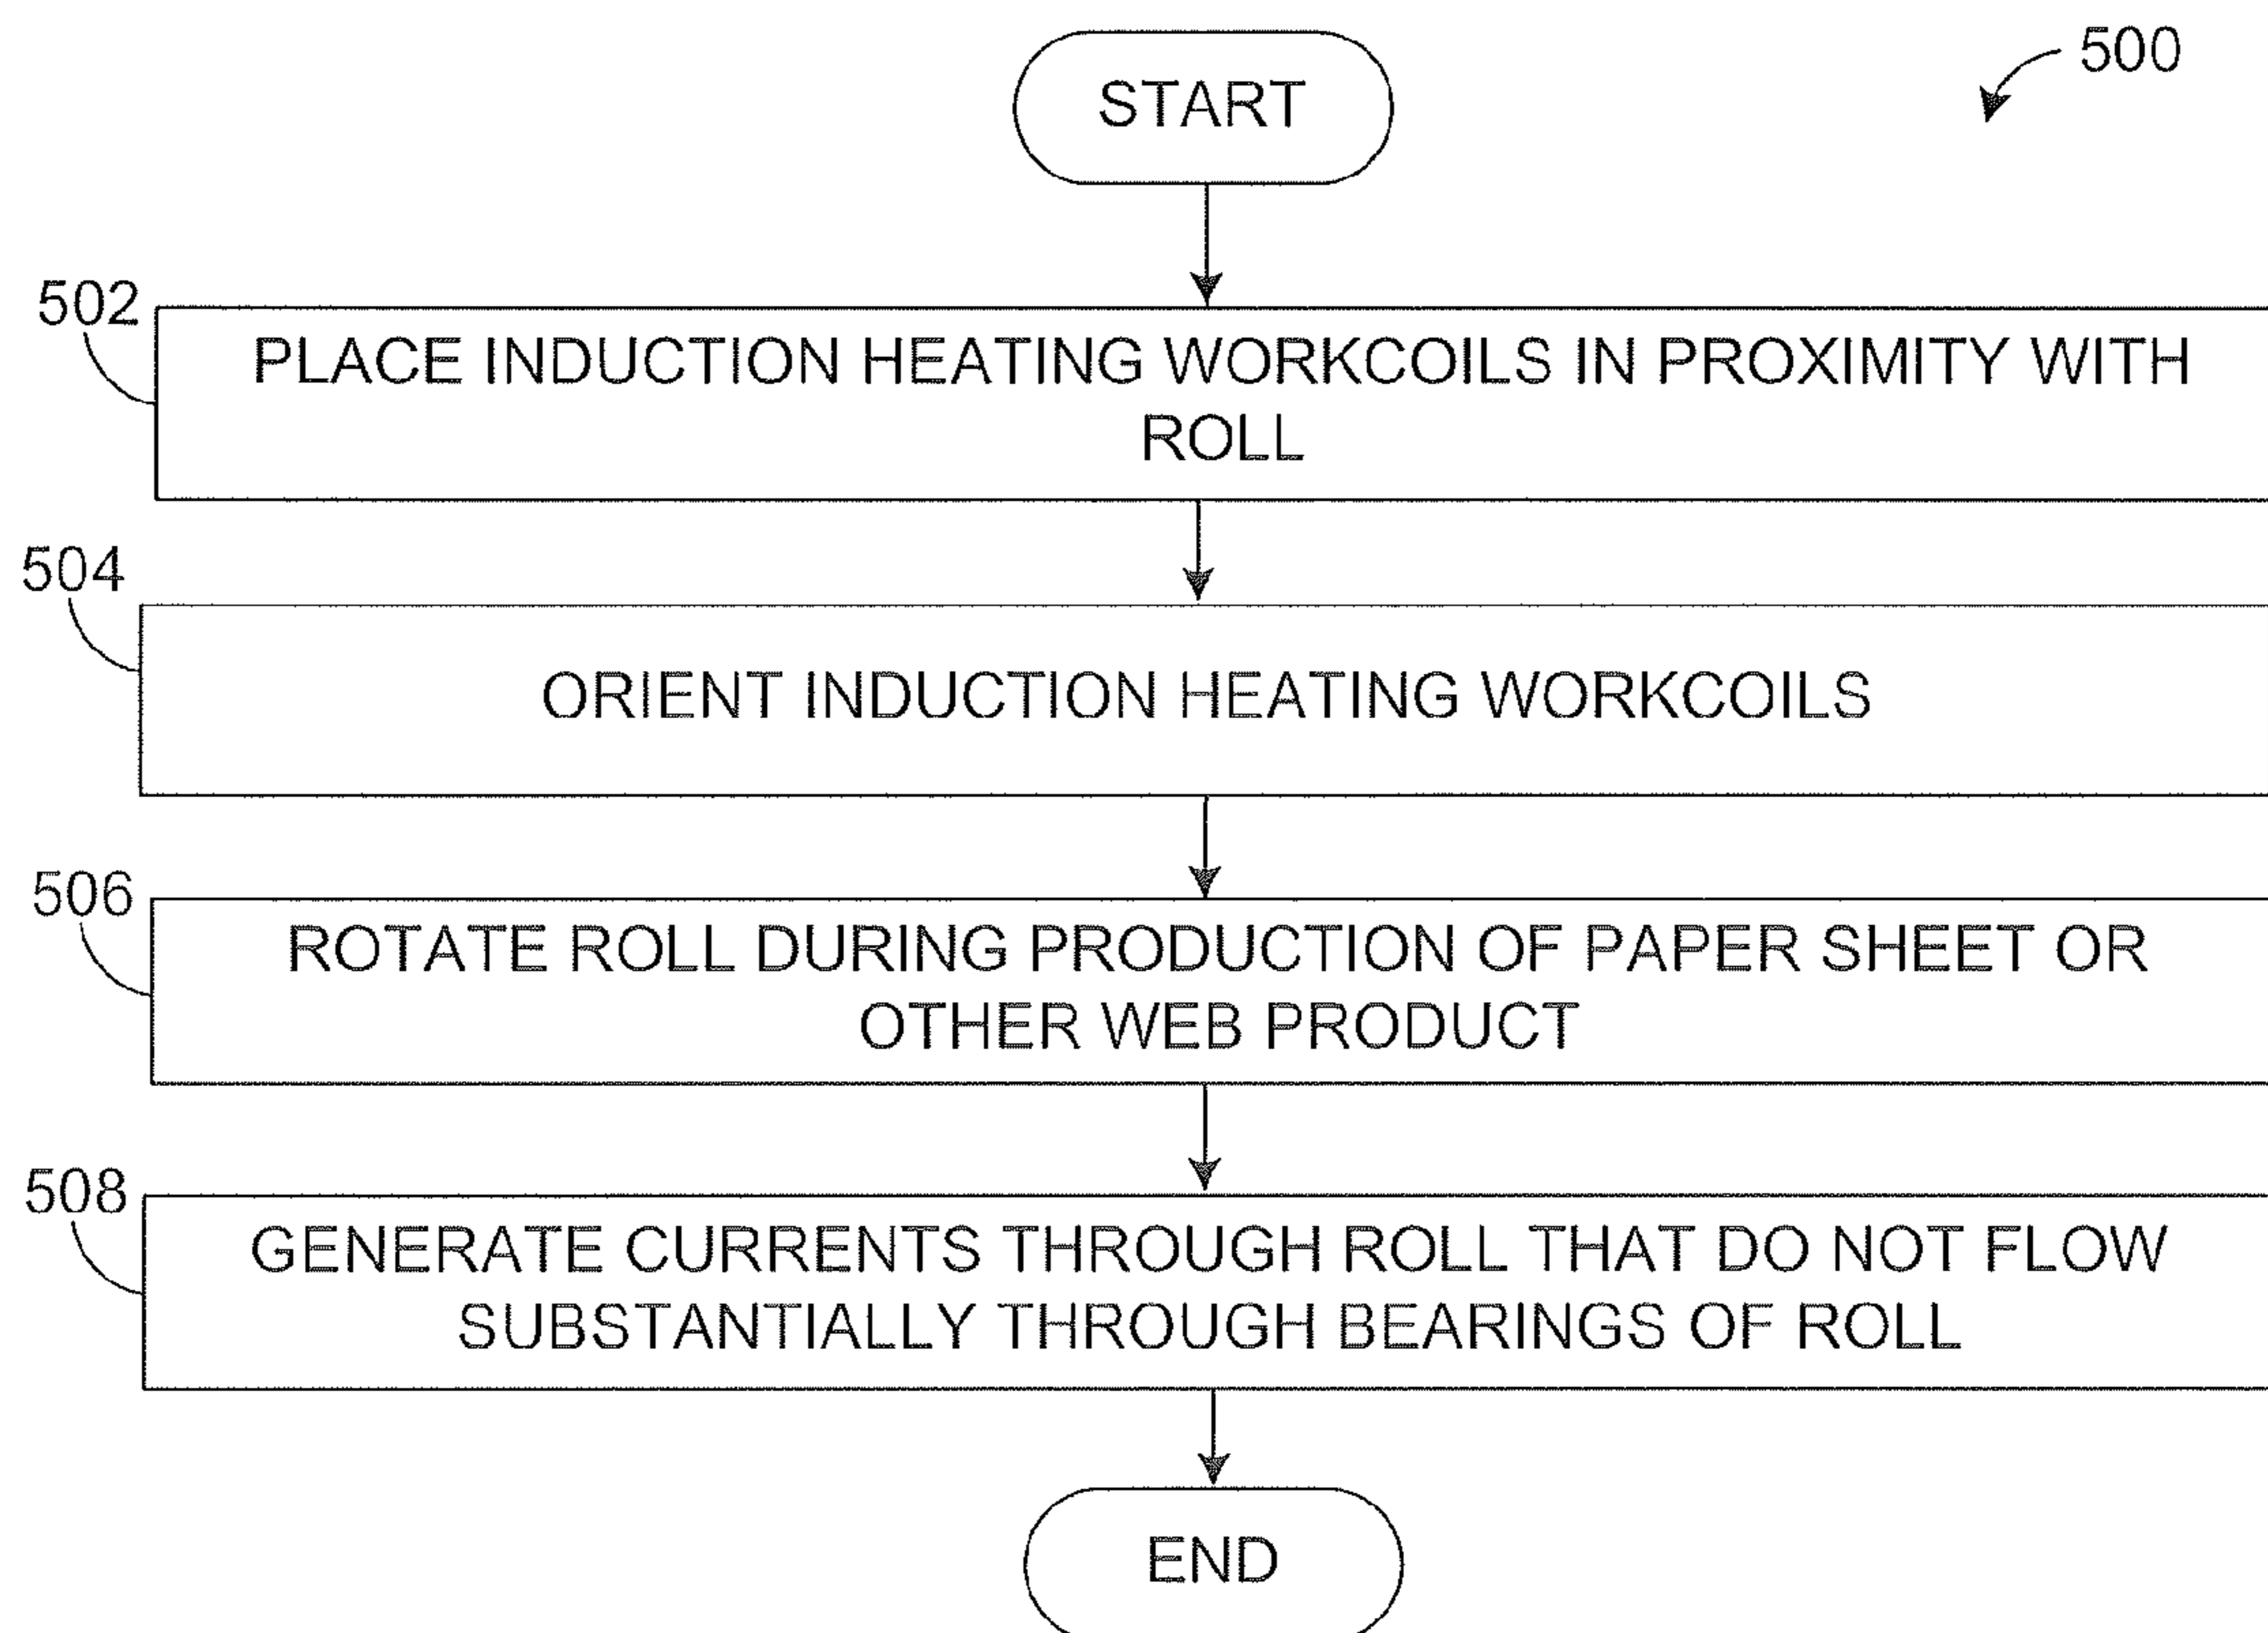 START
500
502
PLACE INDUCTION HEATING WORKCOILS IN PROXIMITY WITH
ROLL
504
ORIENT INDUCTION HEATING WORKCOILS
506
ROTATE ROLL DURING PRODUCTION OF PAPER SHEET OR
OTHER WEB PRODUCT
508
GENERATE CURRENTS THROUGH ROLL THAT DO NOT FLOW
SUBSTANTIALLY THROUGH BEARINGS OF ROLL
END